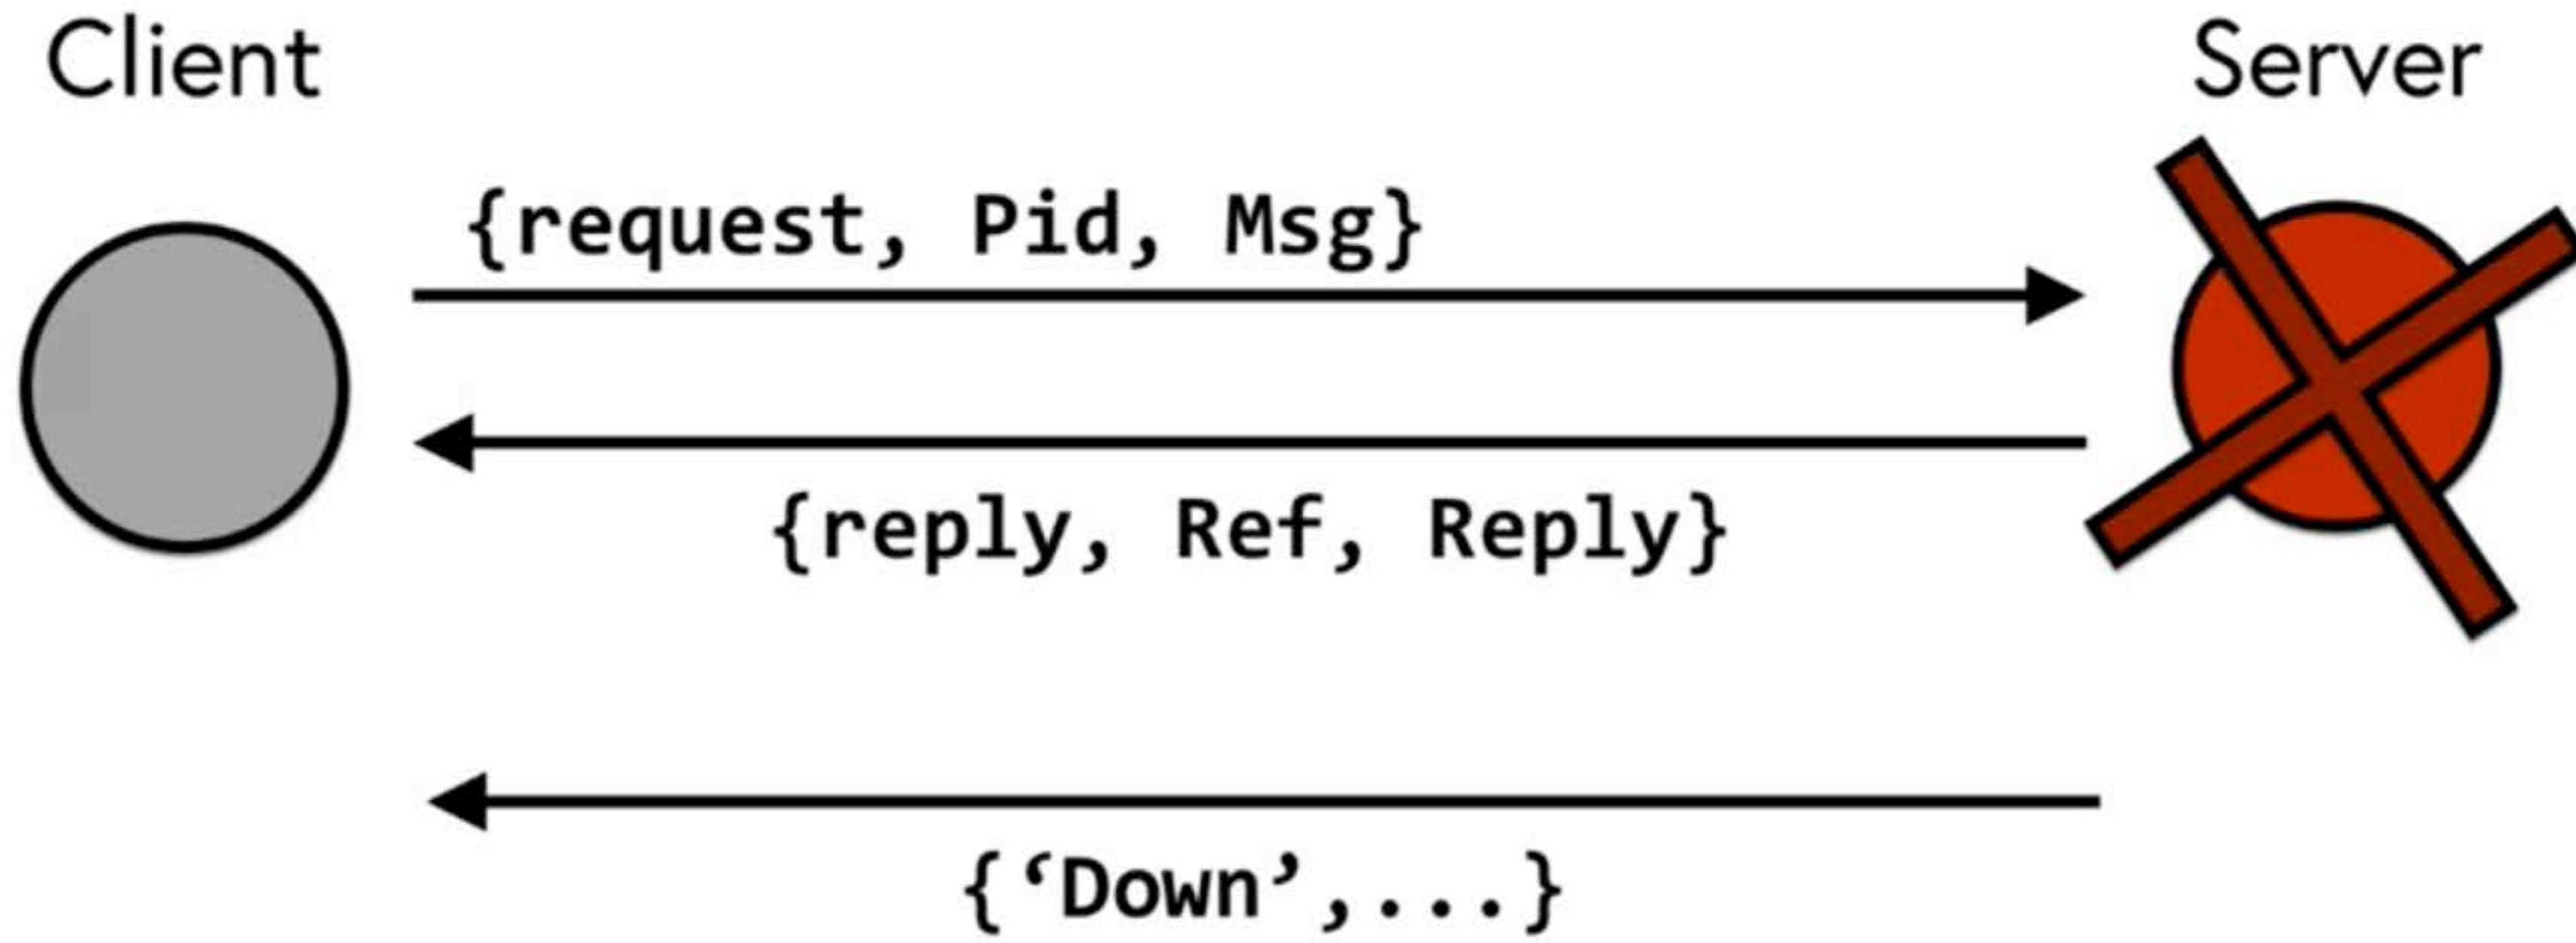 Client
Server
{request, Pid, Msg}
{reply, Ref, Reply}
{‘Down’,...}